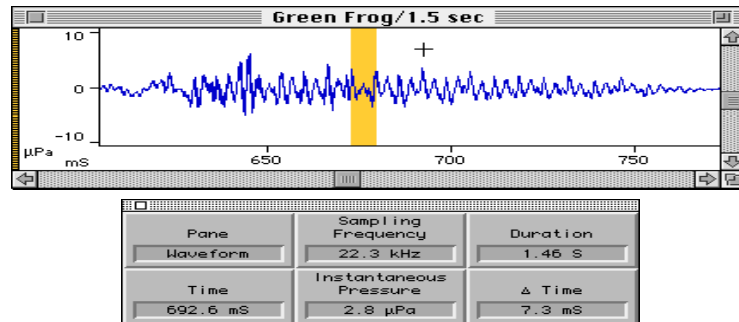 Green Frog/1.5 sec
10
0
-10
µPa
mS
650 700 750
Pane
Waveform
Sampling
Frequency
22.3 kHz
Duration
1.46 S
Time
692.6 mS
Instantaneous
Pressure
2.8 µPa
∆ Time
7.3 mS